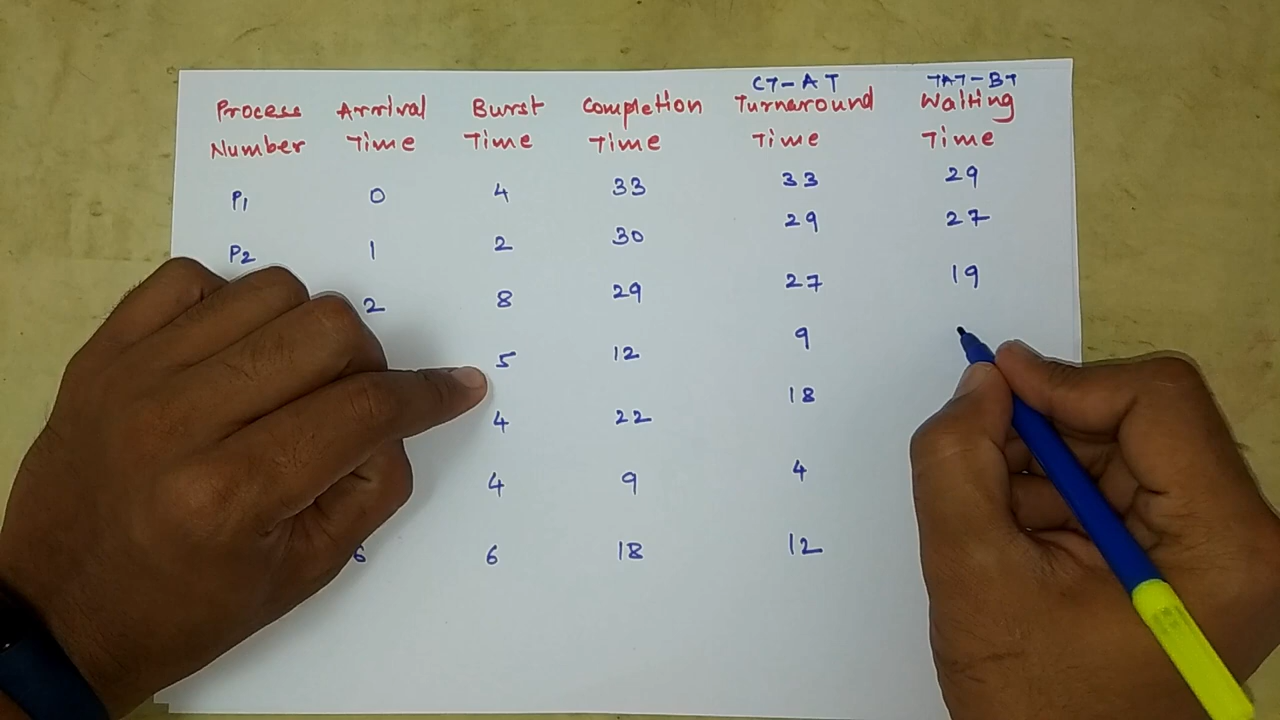 CT-AT TAT-BT
Process Arrival Burst Completion Turnaround Waiting
Number Time Time Time Time Time
P1 0 4 33 33 29
P2 1 2 30 29 27
2 8 29 27 19
5 12 9
4 22 18
4 9 4
6 6 18 12